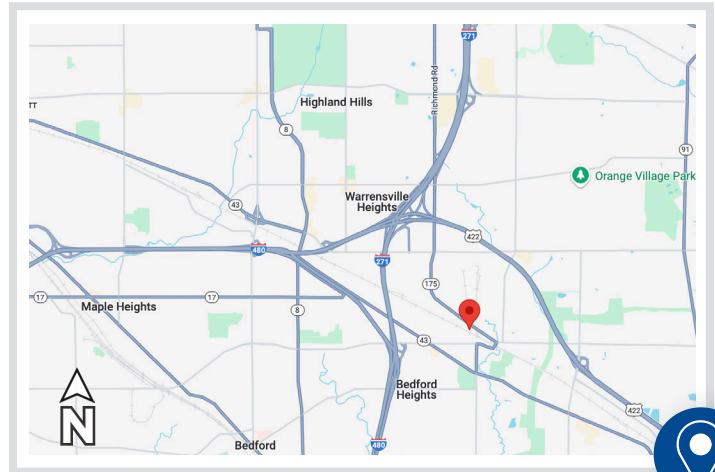 271
Richmond Rd
Highland Hills
8
TT
91
Orange Village Park
Warrensville
Heights
43
422
480
271
175
17
17
Maple Heights
8
43
Bedford
Heights
422
N
Bedford
480